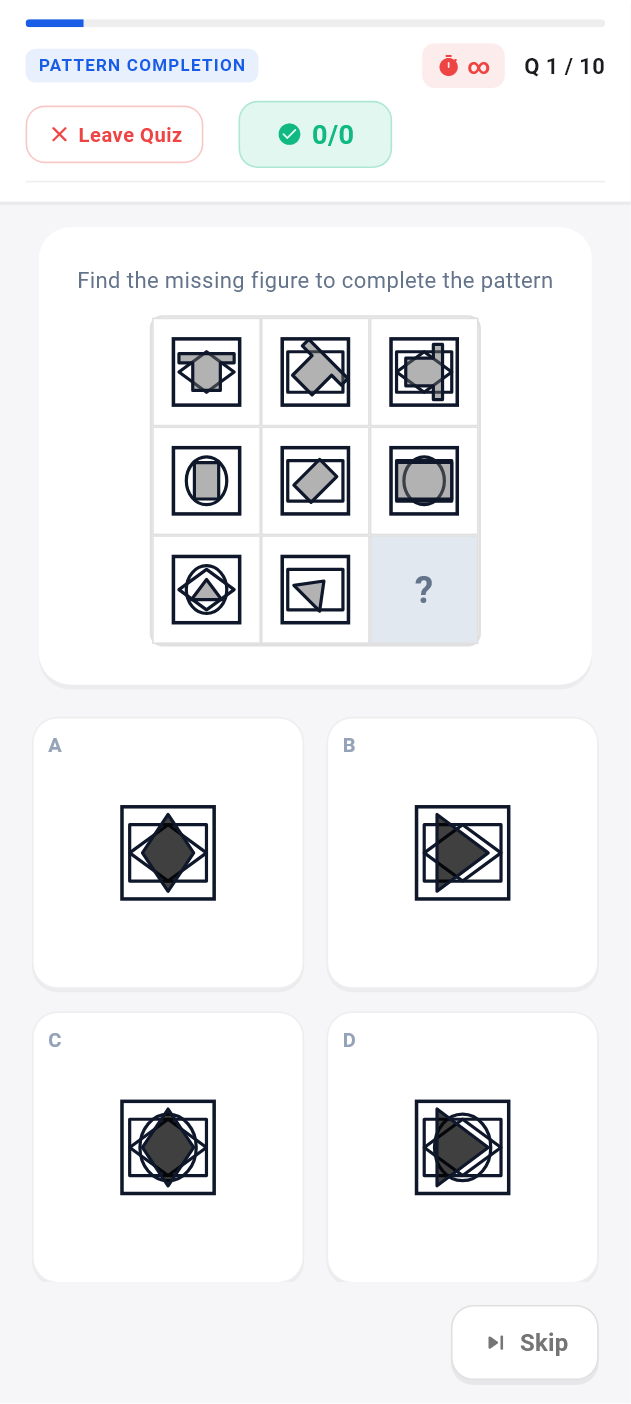 PATTERN COMPLETION
∞
Q 1 / 10
Leave Quiz
0/0
Find the missing figure to complete the pattern
?
A
B
C
D
Skip